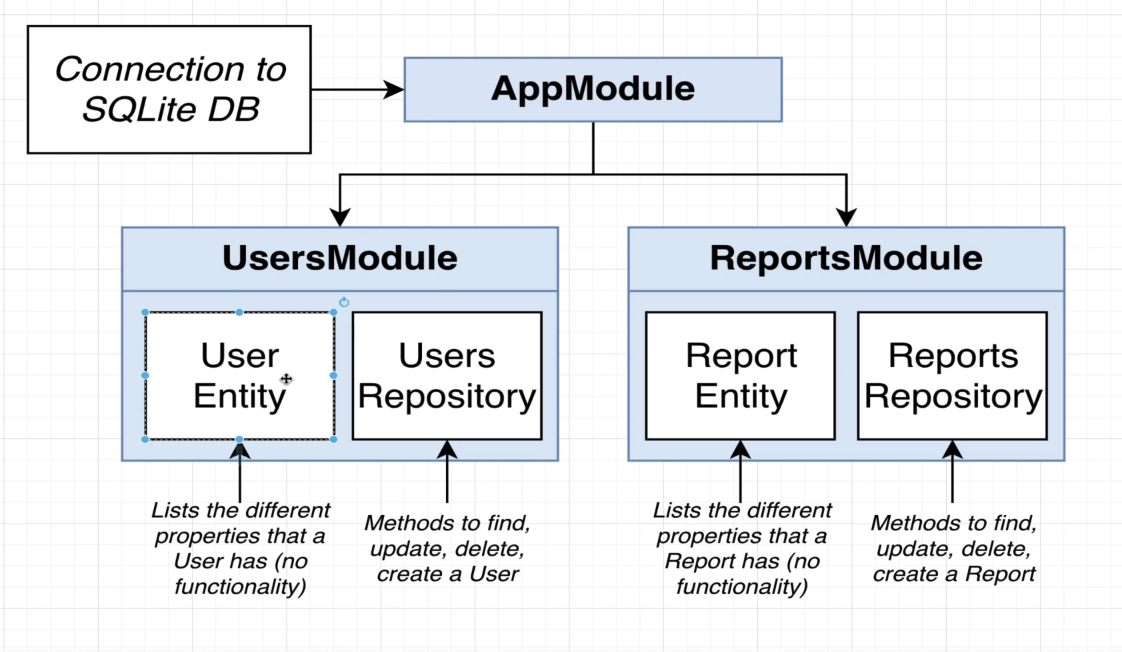 Connection to
SQLite DB
AppModule
UsersModule
ReportsModule
User
Entity
Users
Repository
Report
Entity
Reports
Repository
Lists the different
properties that a
User has (no
functionality)
Methods to find,
update, delete,
create a User
Lists the different
properties that a
Report has (no
functionality)
Methods to find,
update, delete,
create a Report